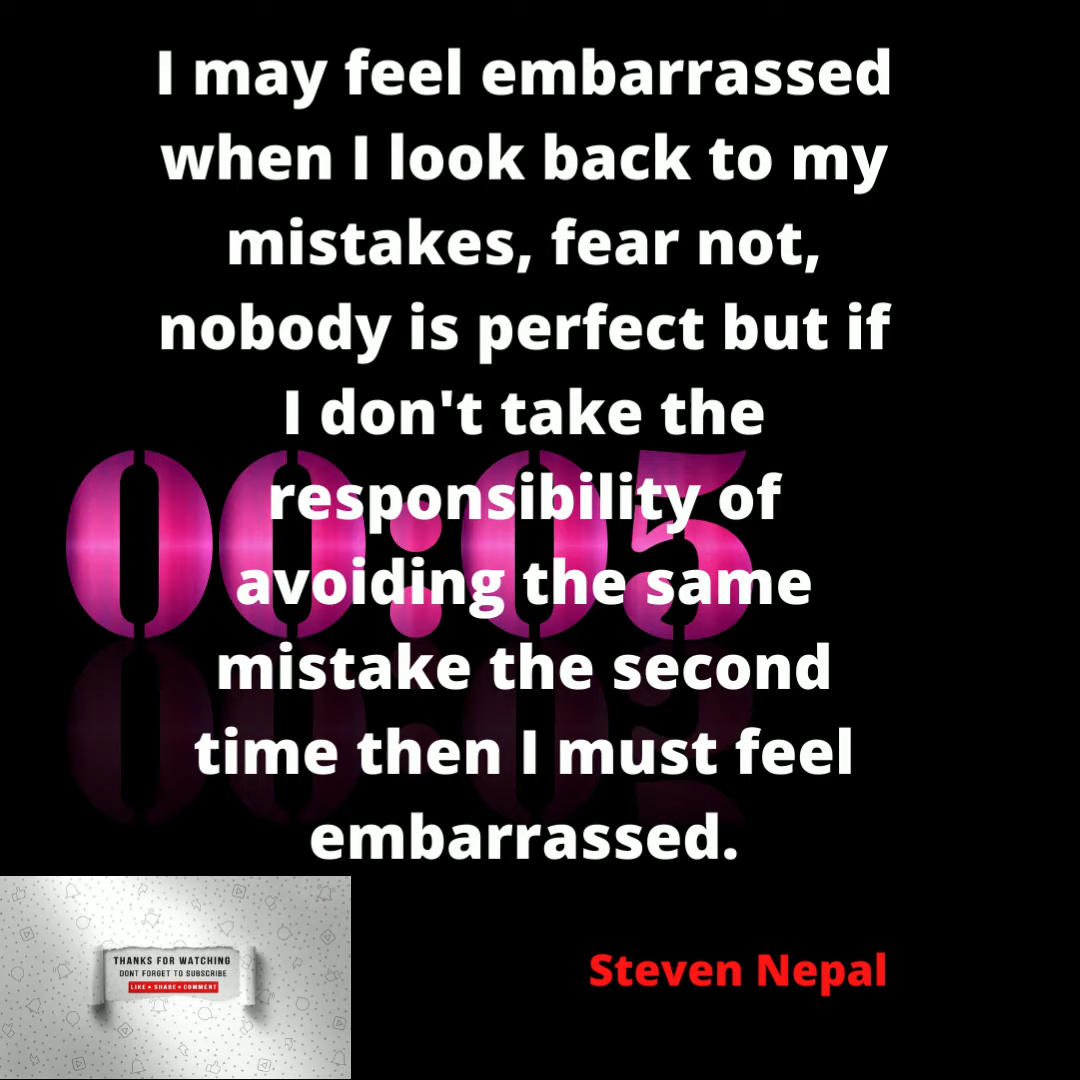 I may feel embarrassed
when I look back to my
mistakes, fear not,
nobody is perfect but if
I don't take the
responsibility of
avoiding the same
mistake the second
time then I must feel
embarrassed.
00:05
THANKS FOR WATCHING
DONT FORGET TO SUBSCRIBE
LIKE • SHARE • COMMENT
Steven Nepal